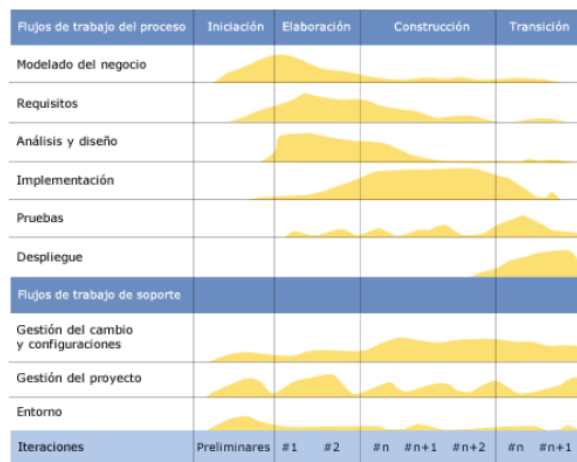 Flujos de trabajo del proceso Iniciación Elaboración Construcción Transición
Modelado del negocio
Requisitos
Análisis y diseño
Implementación
Pruebas
Despliegue
Flujos de trabajo de soporte
Gestión del cambio
y configuraciones
Gestión del proyecto
Entorno
Iteraciones Preliminares #1 #2 #n #n+1 #n+2 #n #n+1